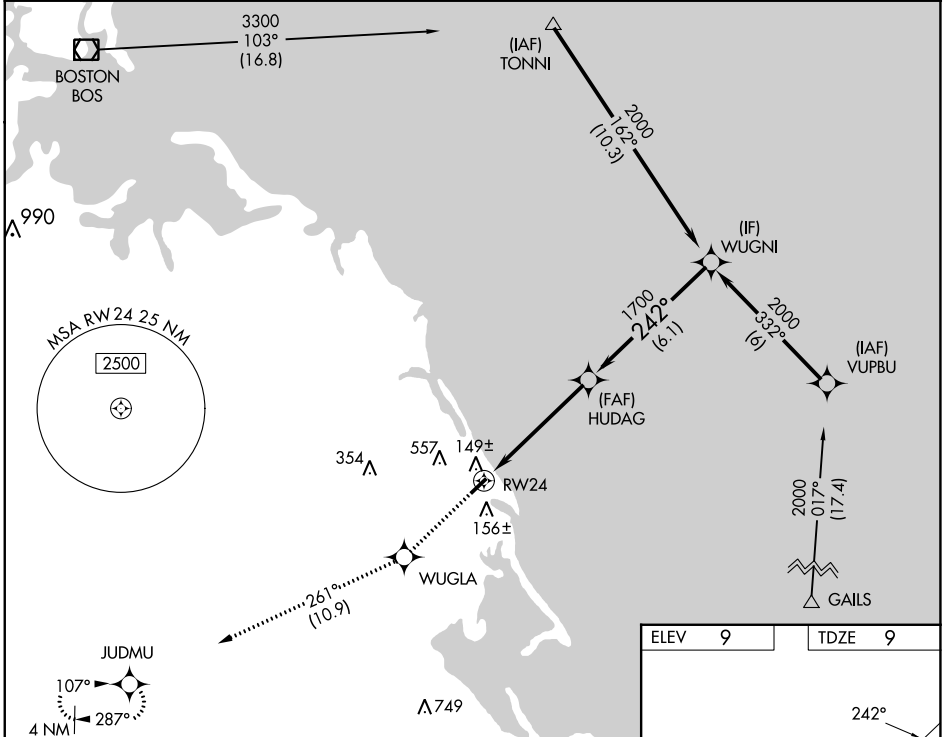 3300
103°
(16.8)
BOSTON
BOS
(IAF)
TONNI
2000
162°
(10.3)
990
(IF)
WUGNI
MSA RW24 25 NM
2500
1700
242°
(6.1)
2000
332°
(6)
(IAF)
VUPBU
(FAF)
HUDAG
354
557
149±
RW24
156±
2000
017°
(17.4)
WUGLA
261°
(10.9)
GAILS
ELEV 9
TDZE 9
JUDMU
107°
287°
4 NM
749
242°